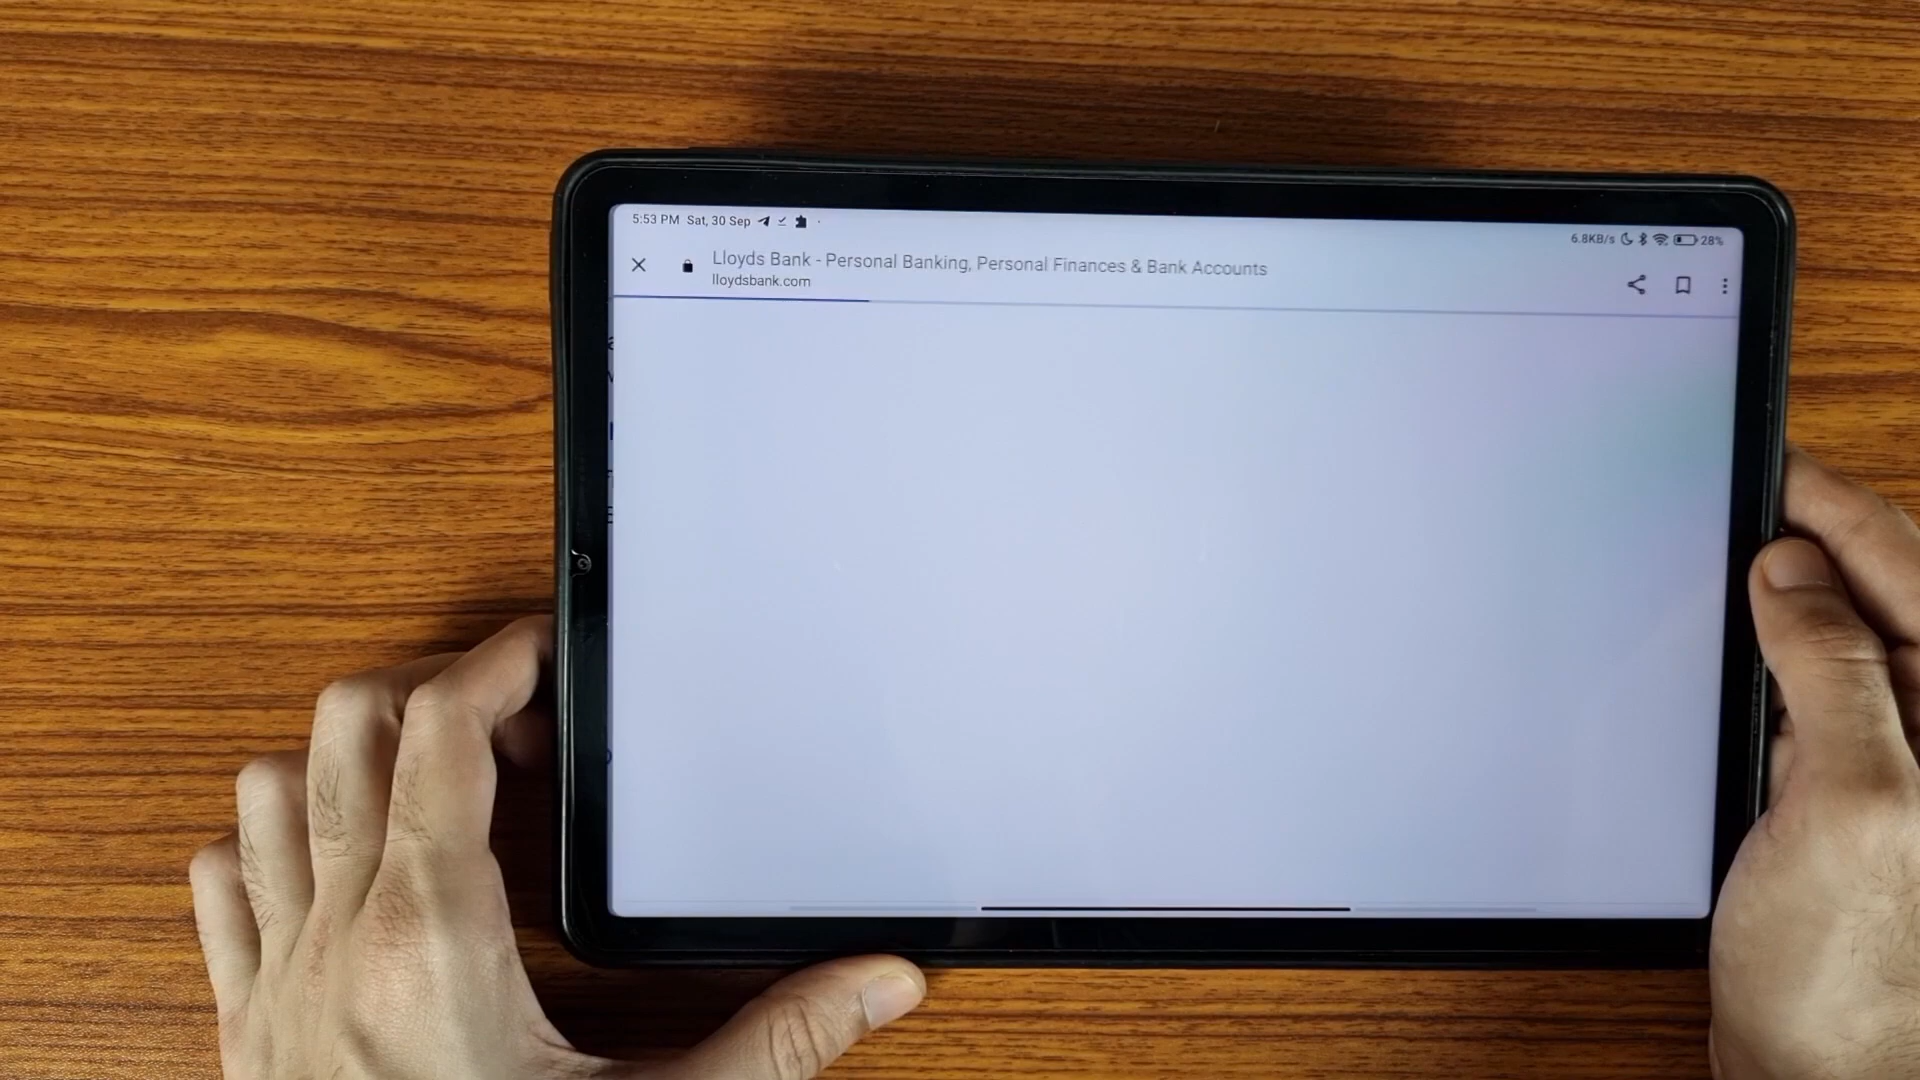 5:53 PM Sat, 30 Sep
6.8KB/s 28%
Lloyds Bank - Personal Banking, Personal Finances & Bank Accounts
lloydsbank.com